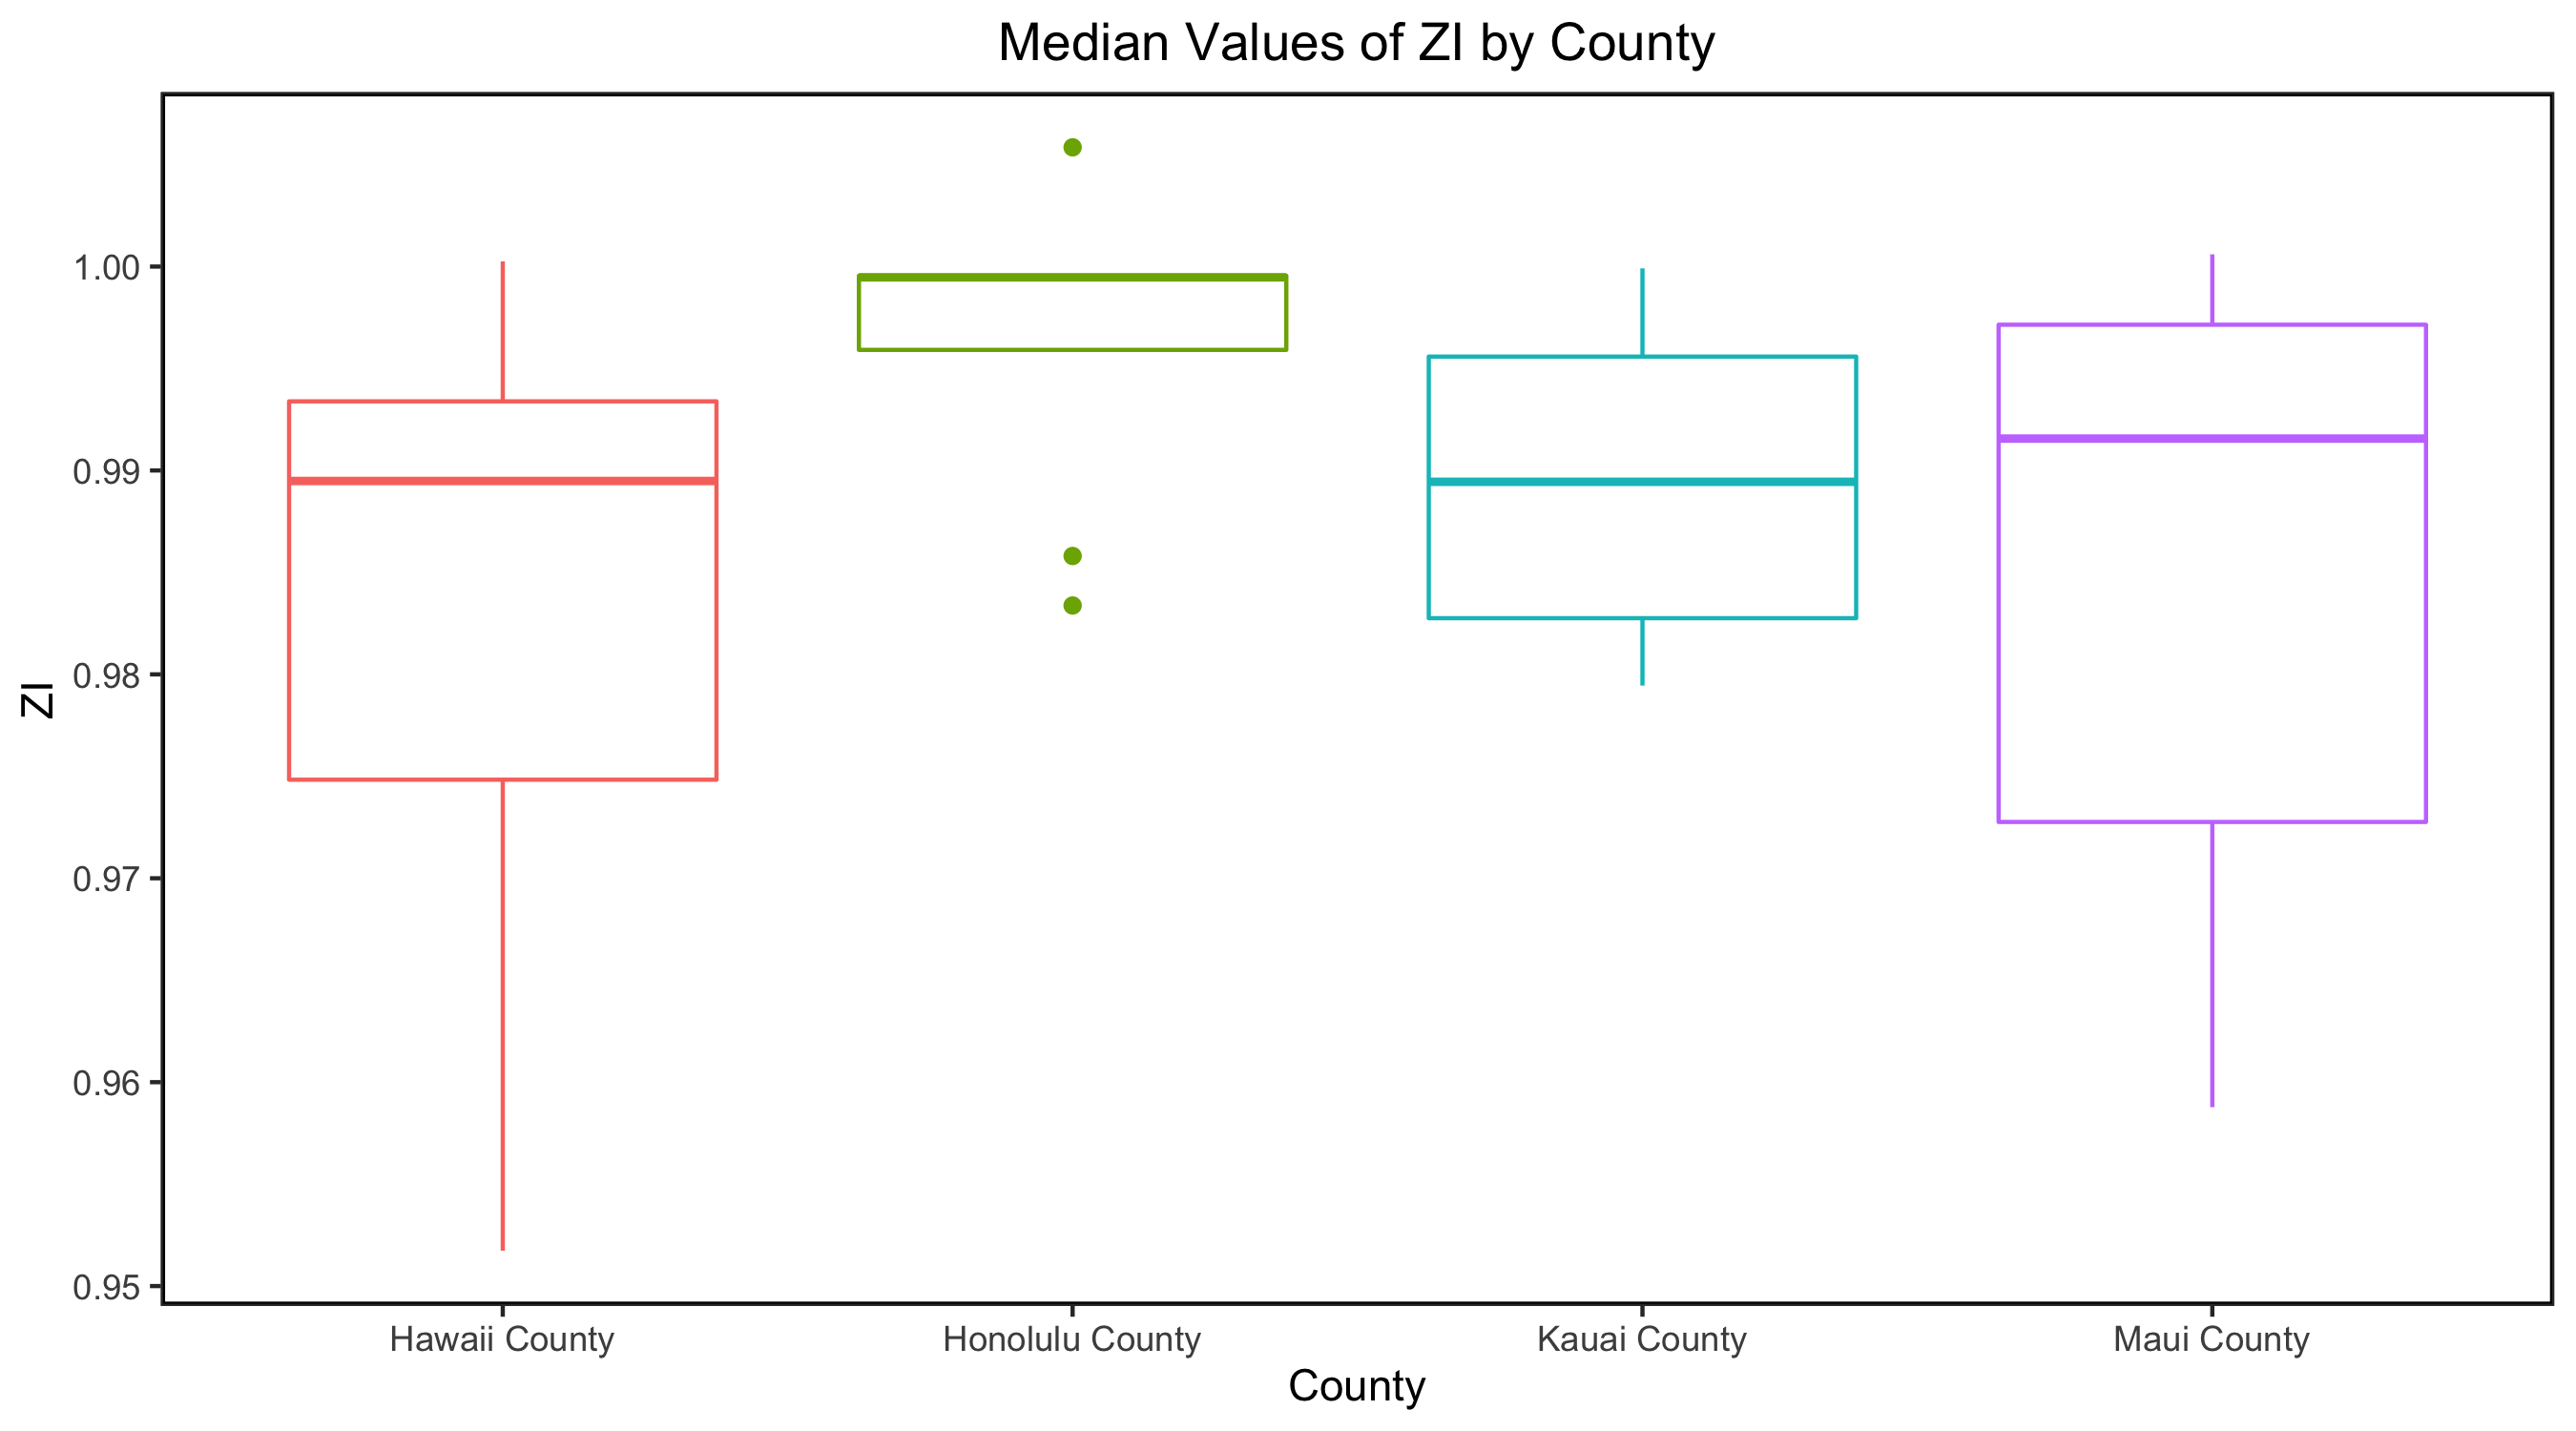 Median Values of ZI by County
ZI
1.00
0.99
0.98
0.97
0.96
0.95
Hawaii County
Honolulu County
Kauai County
Maui County
County